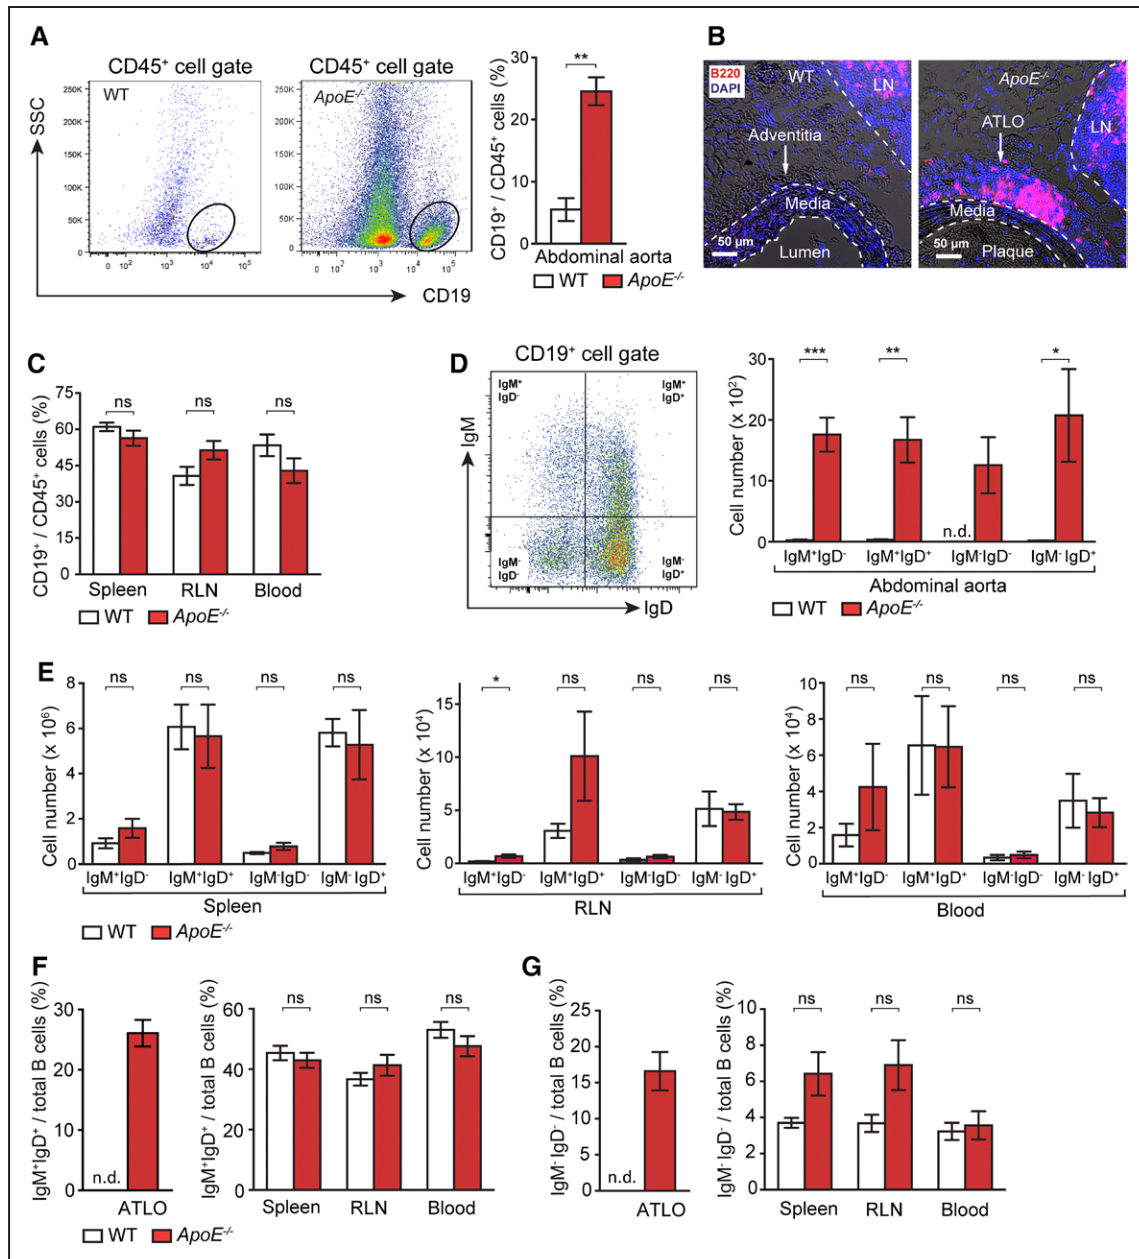 A
CD45⁺ cell gate
CD45⁺ cell gate
WT
ApoE⁻/⁻
SSC
250K
200K
150K
100K
50K
0
0 10² 10³ 10⁴ 10⁵
250K
200K
150K
100K
50K
0
0 10² 10³ 10⁴ 10⁵
CD19
CD19⁺ / CD45⁺ cells (%)
30
20
10
0
**
Abdominal aorta
WT ApoE⁻/⁻
B
B220
DAPI
WT
LN
Adventitia
Media
50 µm
Lumen
ApoE⁻/⁻
ATLO
LN
Media
50 µm
Plaque
C
CD19⁺ / CD45⁺ cells (%)
75
60
45
30
15
0
ns ns ns
Spleen RLN Blood
WT ApoE⁻/⁻
D
CD19⁺ cell gate
IgM⁺
IgD⁻
IgM⁺
IgD⁺
IgM⁻
IgD⁻
IgM⁻
IgD⁺
IgM
IgD
Cell number (x 10²)
30
20
10
0
*** ** *
n.d.
IgM⁺IgD⁻ IgM⁺IgD⁺ IgM⁻IgD⁻ IgM⁻ IgD⁺
Abdominal aorta
WT ApoE⁻/⁻
E
Cell number (x 10⁶)
8
6
4
2
0
ns ns ns ns
IgM⁺IgD⁻ IgM⁺IgD⁺ IgM⁻IgD⁻ IgM⁻ IgD⁺
Spleen
WT ApoE⁻/⁻
Cell number (x 10⁴)
15
10
5
0
* ns ns ns
IgM⁺IgD⁻ IgM⁺IgD⁺ IgM⁻IgD⁻ IgM⁻ IgD⁺
RLN
Cell number (x 10⁴)
10
8
6
4
2
0
ns ns ns ns
IgM⁺IgD⁻ IgM⁺IgD⁺ IgM⁻IgD⁻ IgM⁻ IgD⁺
Blood
F
IgM⁺IgD⁺ / total B cells (%)
30
20
10
0
n.d.
ATLO
WT ApoE⁻/⁻
IgM⁺IgD⁺ / total B cells (%)
60
40
20
0
ns ns ns
Spleen RLN Blood
G
IgM⁻IgD⁻ / total B cells (%)
25
20
15
10
5
0
n.d.
ATLO
IgM⁻IgD⁻ / total B cells (%)
10
8
6
4
2
0
ns ns ns
Spleen RLN Blood